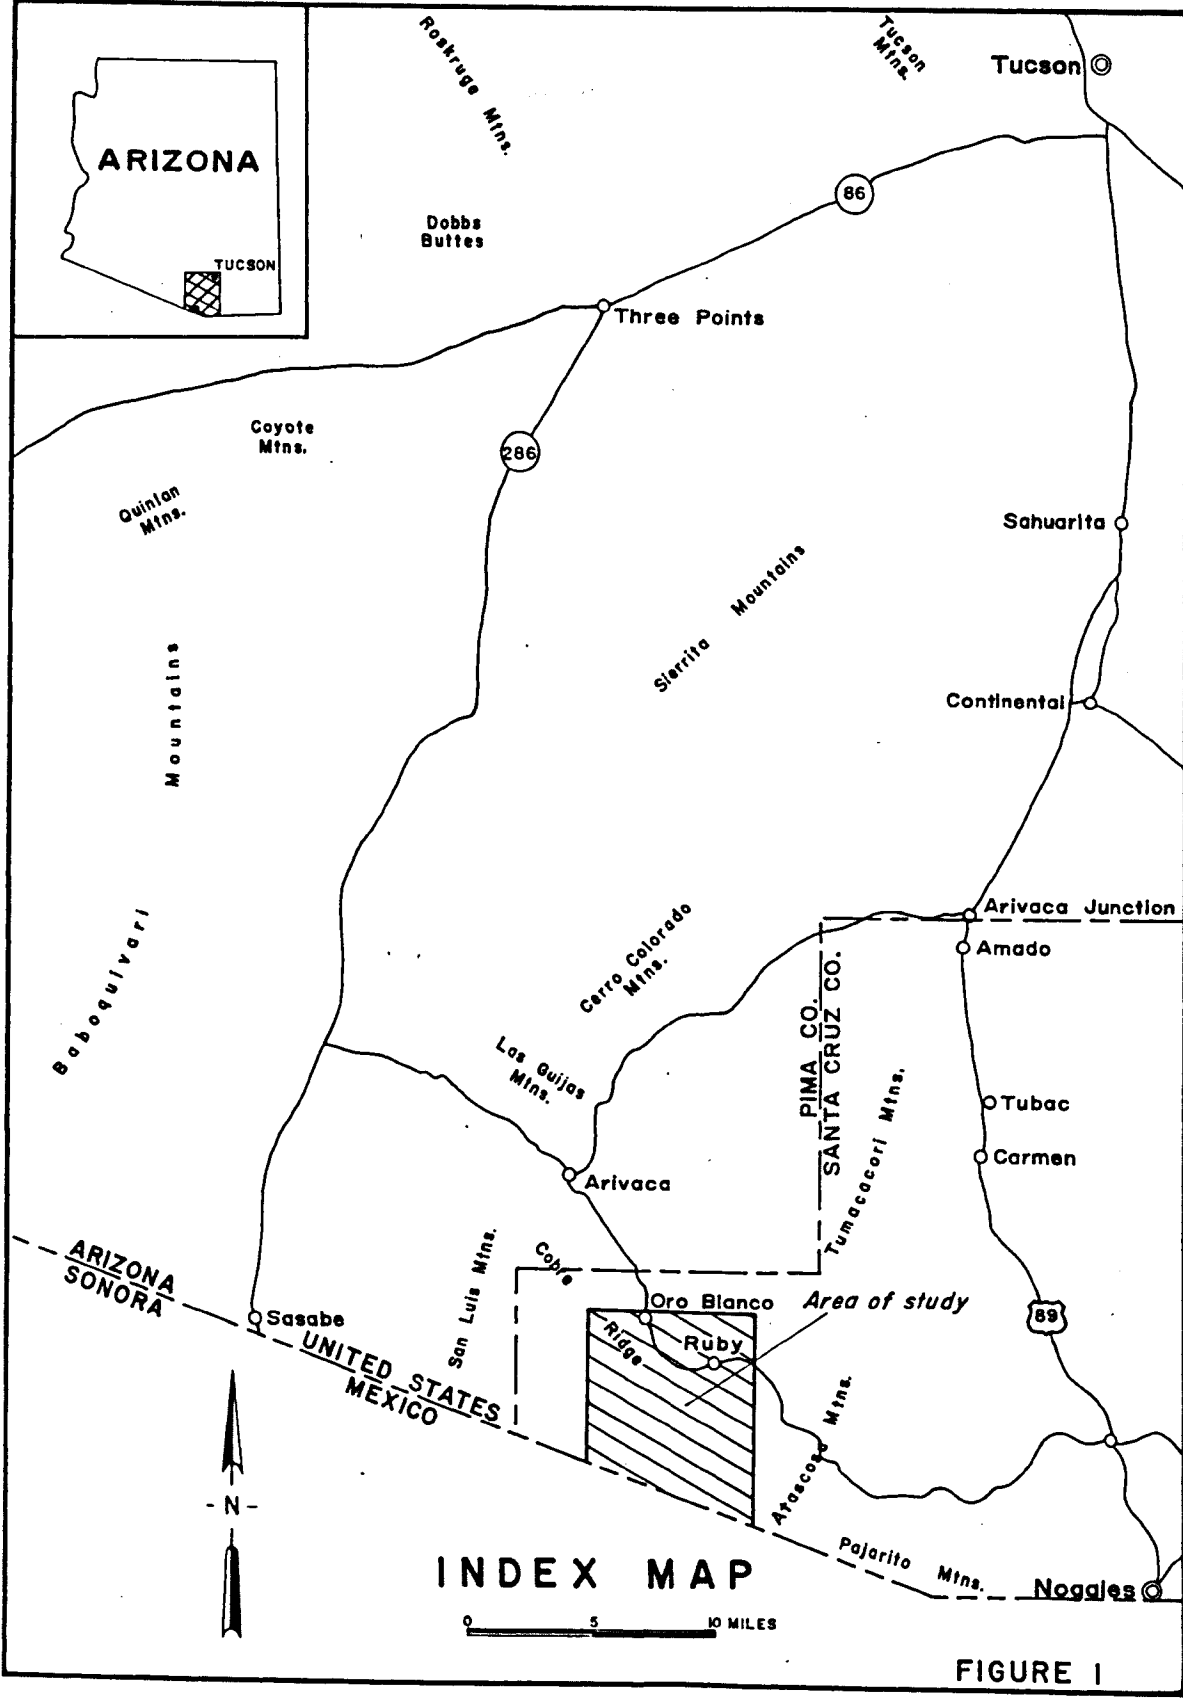 Roskruge Mtns.
Tucson
Mtns.
Tucson
ARIZONA
TUCSON
86
Dobbs
Buttes
Three Points
Coyote
Mtns.
286
Quinlan
Mtns.
Sahuarita
Sierrita Mountains
Continental
Baboquivari Mountains
Arivaca Junction
Amado
Cerro Colorado
Mtns.
PIMA CO.
SANTA CRUZ CO.
Las Guijas
Mtns.
Tumacacori Mtns.
Tubac
Carmen
Arivaca
San Luis Mtns.
Cobre Ridge
ARIZONA
SONORA
Oro Blanco
Area of study
Sasabe
89
Ruby
UNITED STATES
MEXICO
Atascosa Mtns.
- N -
Pajarito Mtns.
Nogales
INDEX MAP
0 5 10 MILES
FIGURE 1